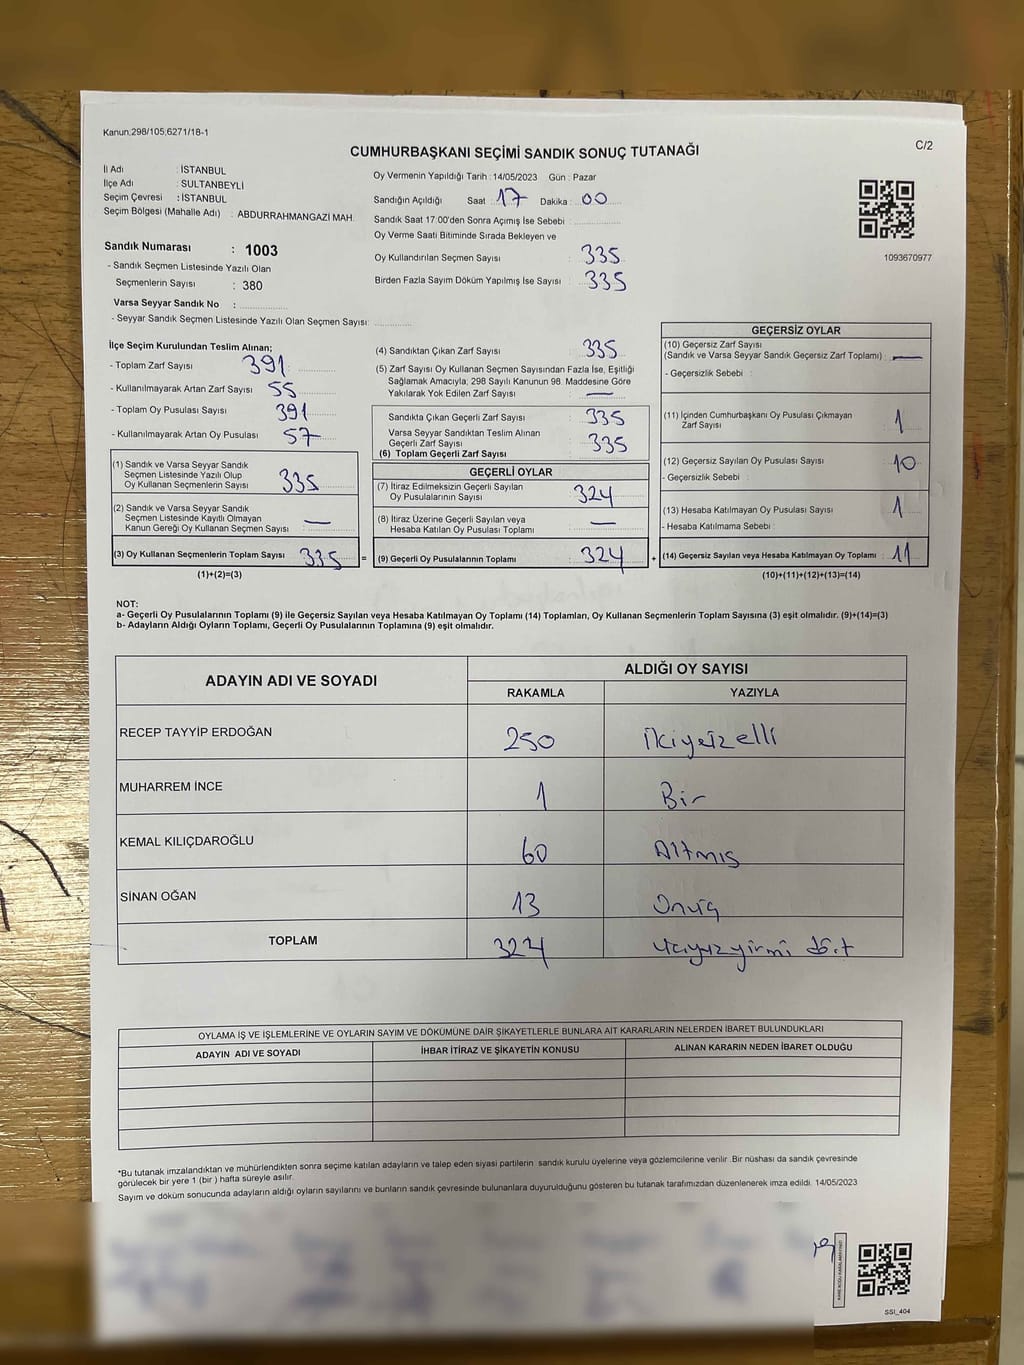 Kanun,298/105,6271/18-1
C/2
CUMHURBAŞKANI SEÇİMİ SANDIK SONUÇ TUTANAĞI
İl Adı : İSTANBUL
İlçe Adı : SULTANBEYLİ
Seçim Çevresi : İSTANBUL
Seçim Bölgesi (Mahalle Adı) : ABDURRAHMANGAZİ MAH.
Oy Vermenin Yapıldığı Tarih : 14/05/2023 Gün : Pazar
Sandığın Açıldığı Saat : 17 Dakika : 00
Sandık Saat 17.00'den Sonra Açımış İse Sebebi :
Oy Verme Saati Bitiminde Sırada Bekleyen ve
Oy Kullandırılan Seçmen Sayısı : 335
Birden Fazla Sayım Döküm Yapılmış İse Sayısı : 335
1093670977
Sandık Numarası : 1003
- Sandık Seçmen Listesinde Yazılı Olan
Seçmenlerin Sayısı : 380
Varsa Seyyar Sandık No :
- Seyyar Sandık Seçmen Listesinde Yazılı Olan Seçmen Sayısı:
İlçe Seçim Kurulundan Teslim Alınan;
- Toplam Zarf Sayısı : 391
- Kullanılmayarak Artan Zarf Sayısı : 55
- Toplam Oy Pusulası Sayısı : 391
- Kullanılmayarak Artan Oy Pusulası : 57
(1) Sandık ve Varsa Seyyar Sandık
Seçmen Listesinde Yazılı Olup
Oy Kullanan Seçmenlerin Sayısı : 335
(2) Sandık ve Varsa Seyyar Sandık
Seçmen Listesinde Kayıtlı Olmayan
Kanun Gereği Oy Kullanan Seçmen Sayısı : —
(3) Oy Kullanan Seçmenlerin Toplam Sayısı : 335 =
(1)+(2)=(3)
(4) Sandıktan Çıkan Zarf Sayısı : 335
(5) Zarf Sayısı Oy Kullanan Seçmen Sayısından Fazla İse, Eşitliği
Sağlamak Amacıyla, 298 Sayılı Kanunun 98. Maddesine Göre
Yakılarak Yok Edilen Zarf Sayısı : —
Sandıkta Çıkan Geçerli Zarf Sayısı : 335
Varsa Seyyar Sandıktan Teslim Alınan
Geçerli Zarf Sayısı : 335
(6) Toplam Geçerli Zarf Sayısı
GEÇERLİ OYLAR
(7) İtiraz Edilmeksizin Geçerli Sayılan
Oy Pusulalarının Sayısı : 324
(8) İtiraz Üzerine Geçerli Sayılan veya
Hesaba Katılan Oy Pusulası Toplamı : —
(9) Geçerli Oy Pusulalarının Toplamı : 324 +
GEÇERSİZ OYLAR
(10) Geçersiz Zarf Sayısı
(Sandık ve Varsa Seyyar Sandık Geçersiz Zarf Toplamı) : —
- Geçersizlik Sebebi :
(11) İçinden Cumhurbaşkanı Oy Pusulası Çıkmayan
Zarf Sayısı : 1
(12) Geçersiz Sayılan Oy Pusulası Sayısı : 10
- Geçersizlik Sebebi :
(13) Hesaba Katılmayan Oy Pusulası Sayısı : 1
- Hesaba Katılmama Sebebi :
(14) Geçersiz Sayılan veya Hesaba Katılmayan Oy Toplamı : 11
(10)+(11)+(12)+(13)=(14)
NOT:
a- Geçerli Oy Pusulalarının Toplamı (9) ile Geçersiz Sayılan veya Hesaba Katılmayan Oy Toplamı (14) Toplamları, Oy Kullanan Seçmenlerin Toplam Sayısına (3) eşit olmalıdır. (9)+(14)=(3)
b- Adayların Aldığı Oyların Toplamı, Geçerli Oy Pusulalarının Toplamına (9) eşit olmalıdır.
ADAYIN ADI VE SOYADI
ALDIĞI OY SAYISI
RAKAMLA YAZIYLA
RECEP TAYYİP ERDOĞAN 250 ikiyüzelli
MUHARREM İNCE 1 Bir
KEMAL KILIÇDAROĞLU 60 Altmış
SİNAN OĞAN 13 Onüç
TOPLAM 324 üçyüzyirmi dört
OYLAMA İŞ VE İŞLEMLERİNE VE OYLARIN SAYIM VE DÖKÜMÜNE DAİR ŞİKAYETLERLE BUNLARA AİT KARARLARIN NELERDEN İBARET BULUNDUKLARI
ADAYIN ADI VE SOYADI İHBAR İTİRAZ VE ŞİKAYETİN KONUSU ALINAN KARARIN NEDEN İBARET OLDUĞU
*Bu tutanak imzalandıktan ve mühürlendikten sonra seçime katılan adayların ve talep eden siyasi partilerin sandık kurulu üyelerine veya gözlemcilerine verilir .Bir nüshası da sandık çevresinde
görülecek bir yere 1 (bir ) hafta süreyle asılır.
Sayım ve döküm sonucunda adayların aldığı oyların sayılarını ve bunların sandık çevresinde bulunanlara duyurulduğunu gösteren bu tutanak tarafımızdan düzenlenerek imza edildi. 14/05/2023
SSI_404